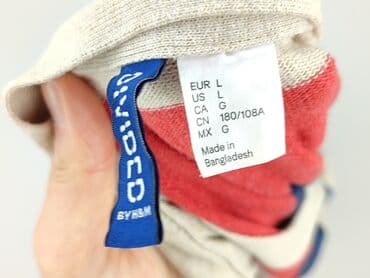 DIVIDED
BY H&M
EUR L
US L
CA G
CN 180/108A
MX G
Made in
Bangladesh